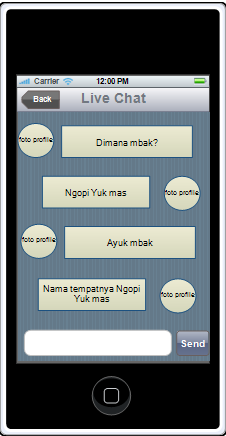 Carrier 12:00 PM
Back Live Chat
foto profile Dimana mbak?
Ngopi Yuk mas foto profile
foto profile Ayuk mbak
Nama tempatnya Ngopi
Yuk mas foto profile
Send